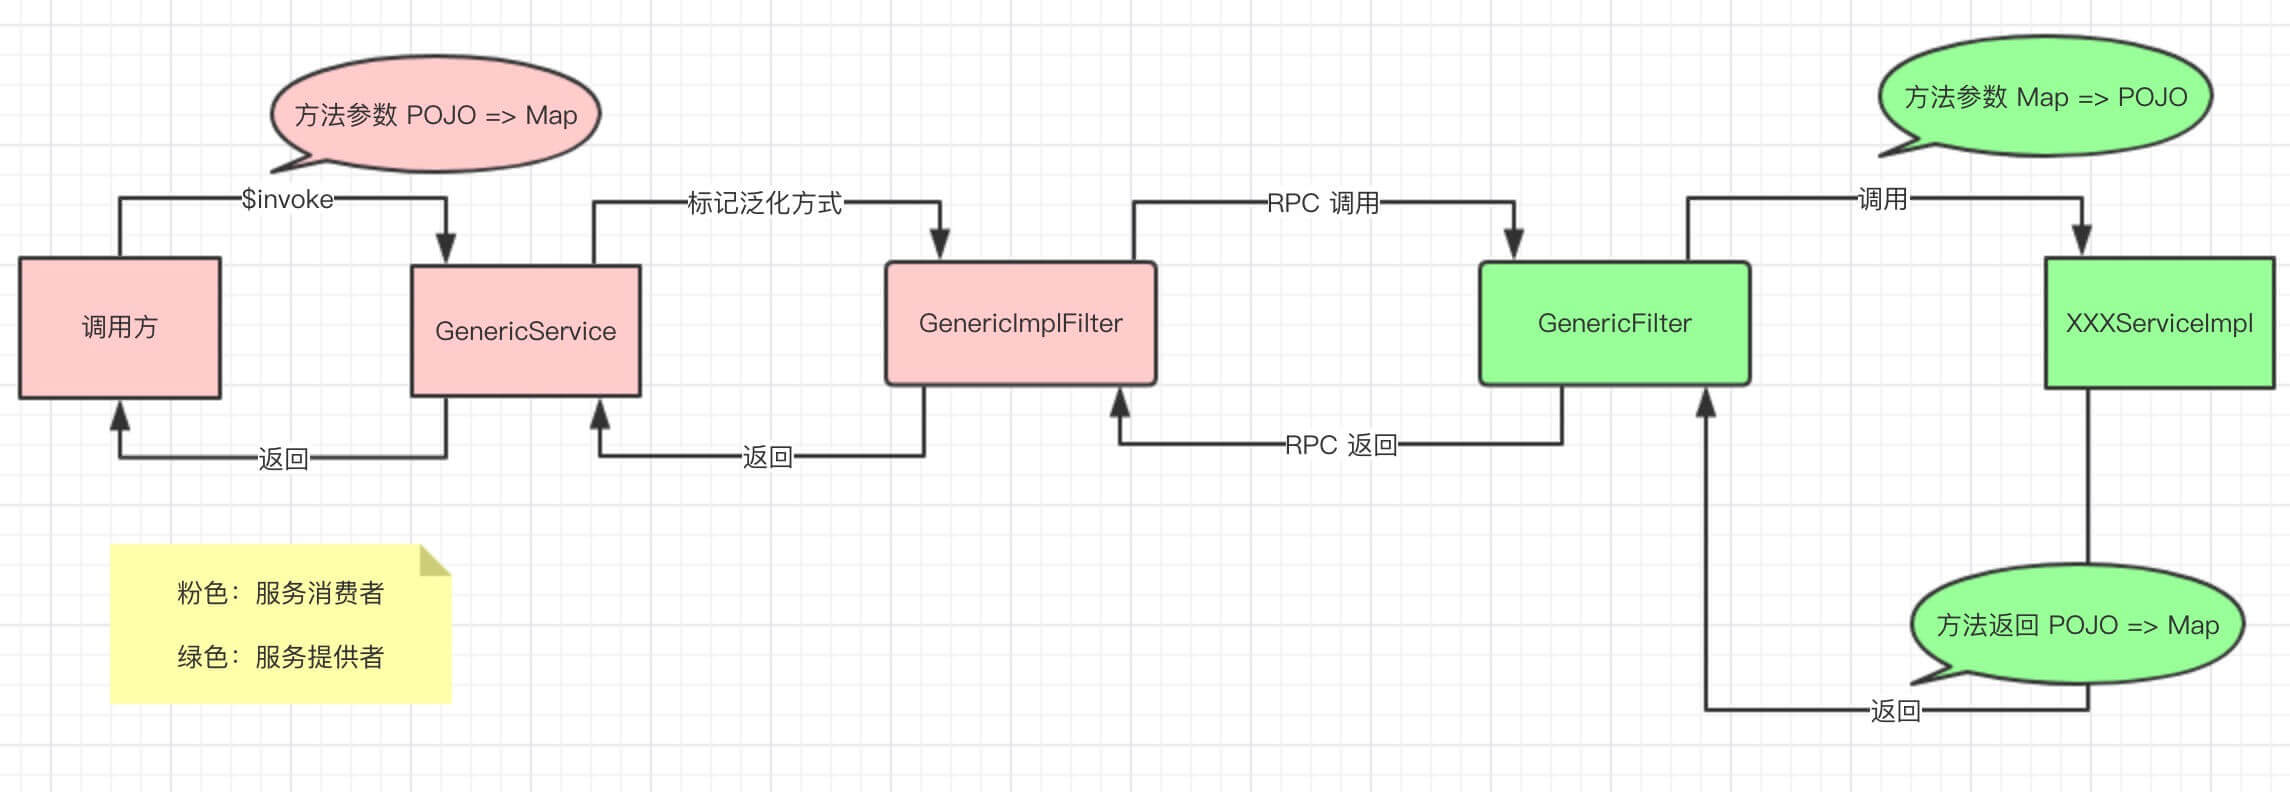 方法参数 POJO => Map
方法参数 Map => POJO
$invoke
标记泛化方式
RPC 调用
调用
调用方
GenericService
GenericImplFilter
GenericFilter
XXXServiceImpl
返回
返回
RPC 返回
方法返回 POJO => Map
返回
粉色：服务消费者
绿色：服务提供者